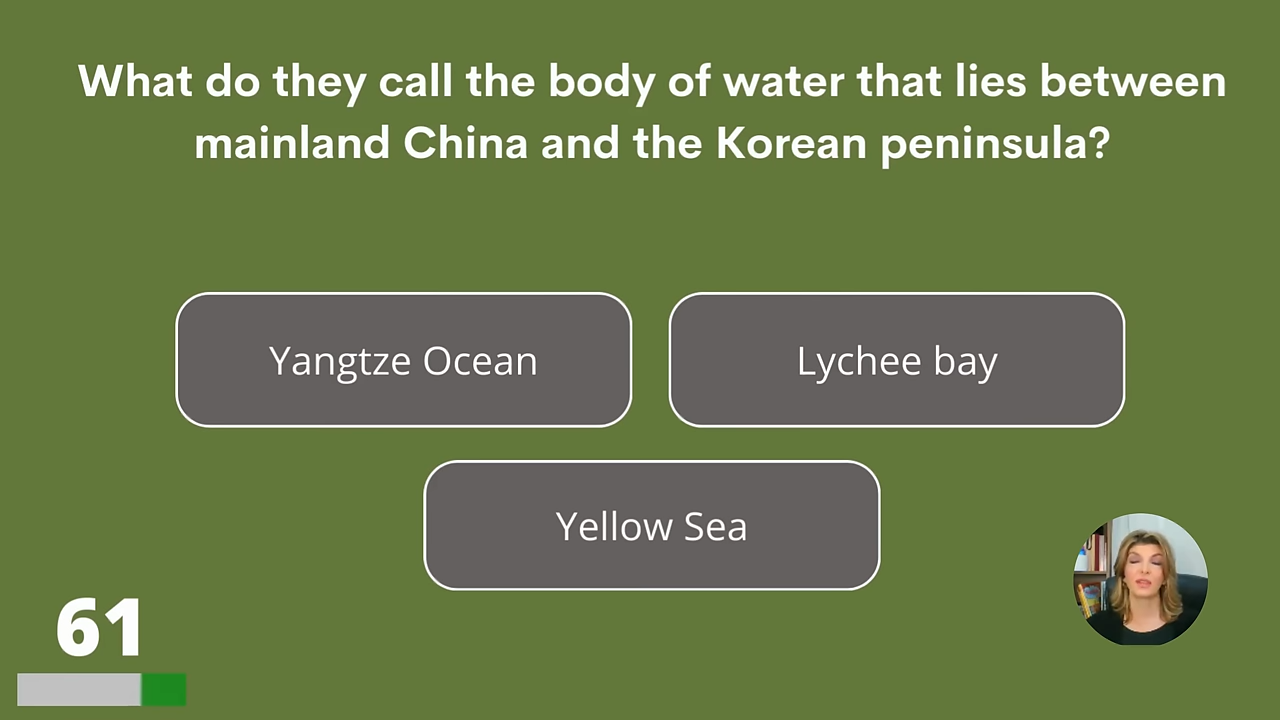 What do they call the body of water that lies between
mainland China and the Korean peninsula?
Yangtze Ocean
Lychee bay
Yellow Sea
61